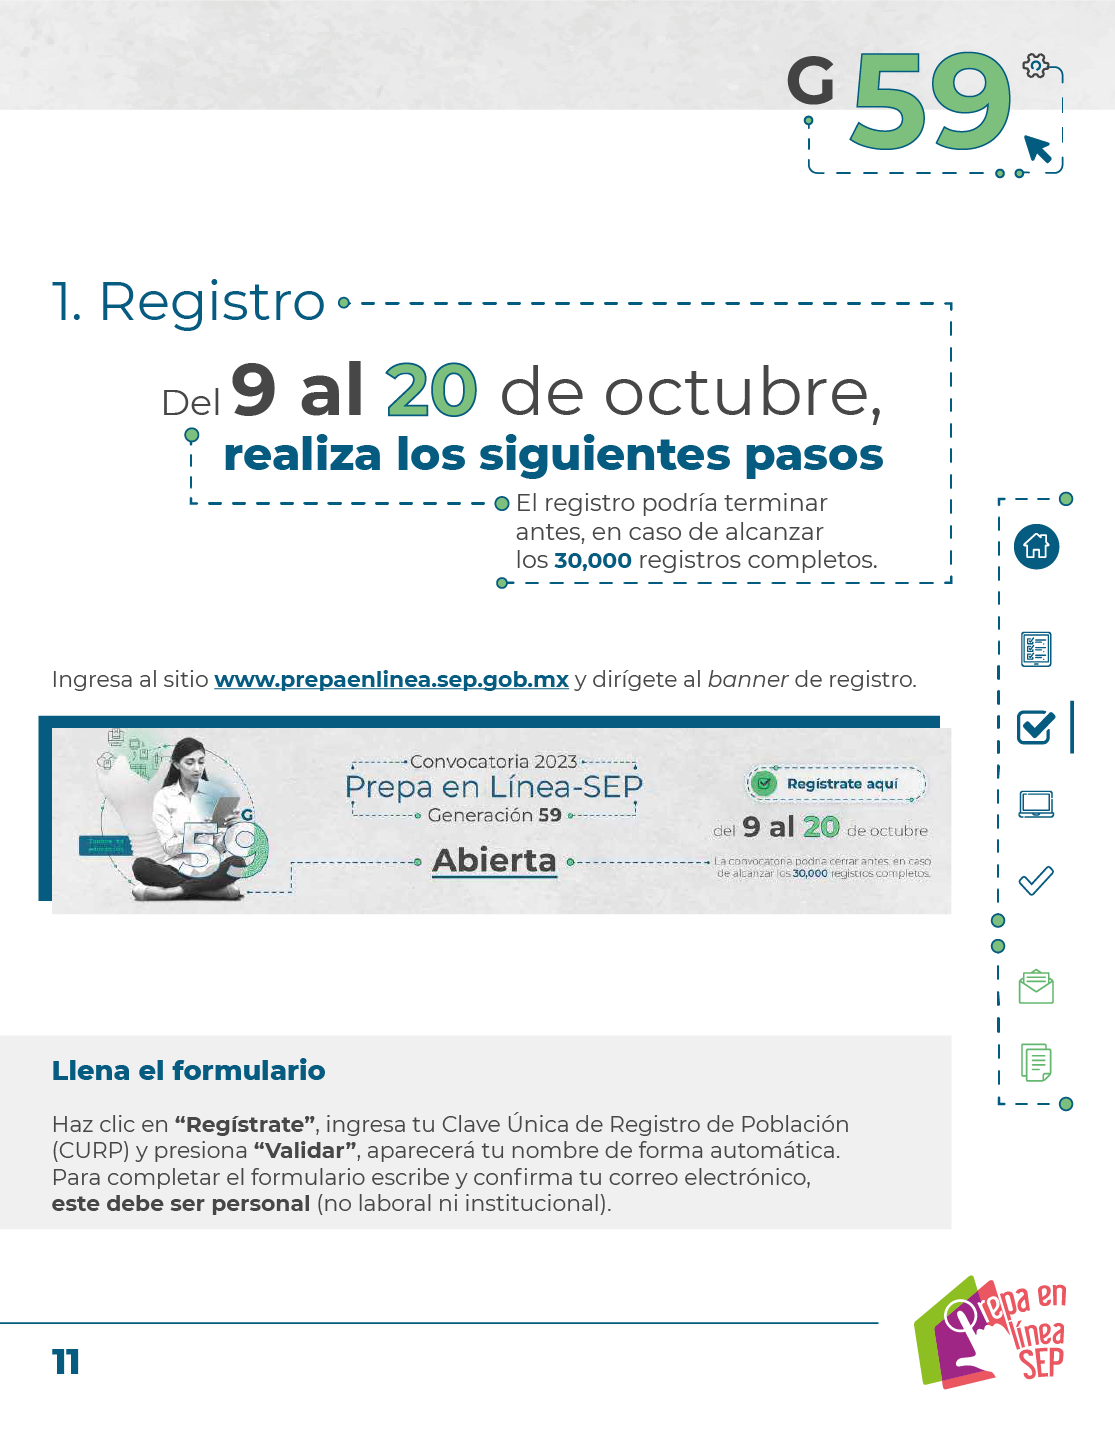 G 59
1. Registro
Del 9 al 20 de octubre,
realiza los siguientes pasos
El registro podría terminar
antes, en caso de alcanzar
los 30,000 registros completos.
Ingresa al sitio www.prepaenlinea.sep.gob.mx y dirígete al banner de registro.
Convocatoria 2023
Prepa en Línea-SEP
Generación 59
Abierta
G
59
Regístrate aquí
del 9 al 20 de octubre
La convocatoria podría cerrar antes, en caso
de alcanzar los 30,000 registros completos.
Llena el formulario
Haz clic en “Regístrate”, ingresa tu Clave Única de Registro de Población
(CURP) y presiona “Validar”, aparecerá tu nombre de forma automática.
Para completar el formulario escribe y confirma tu correo electrónico,
este debe ser personal (no laboral ni institucional).
11
Prepa en
línea
SEP